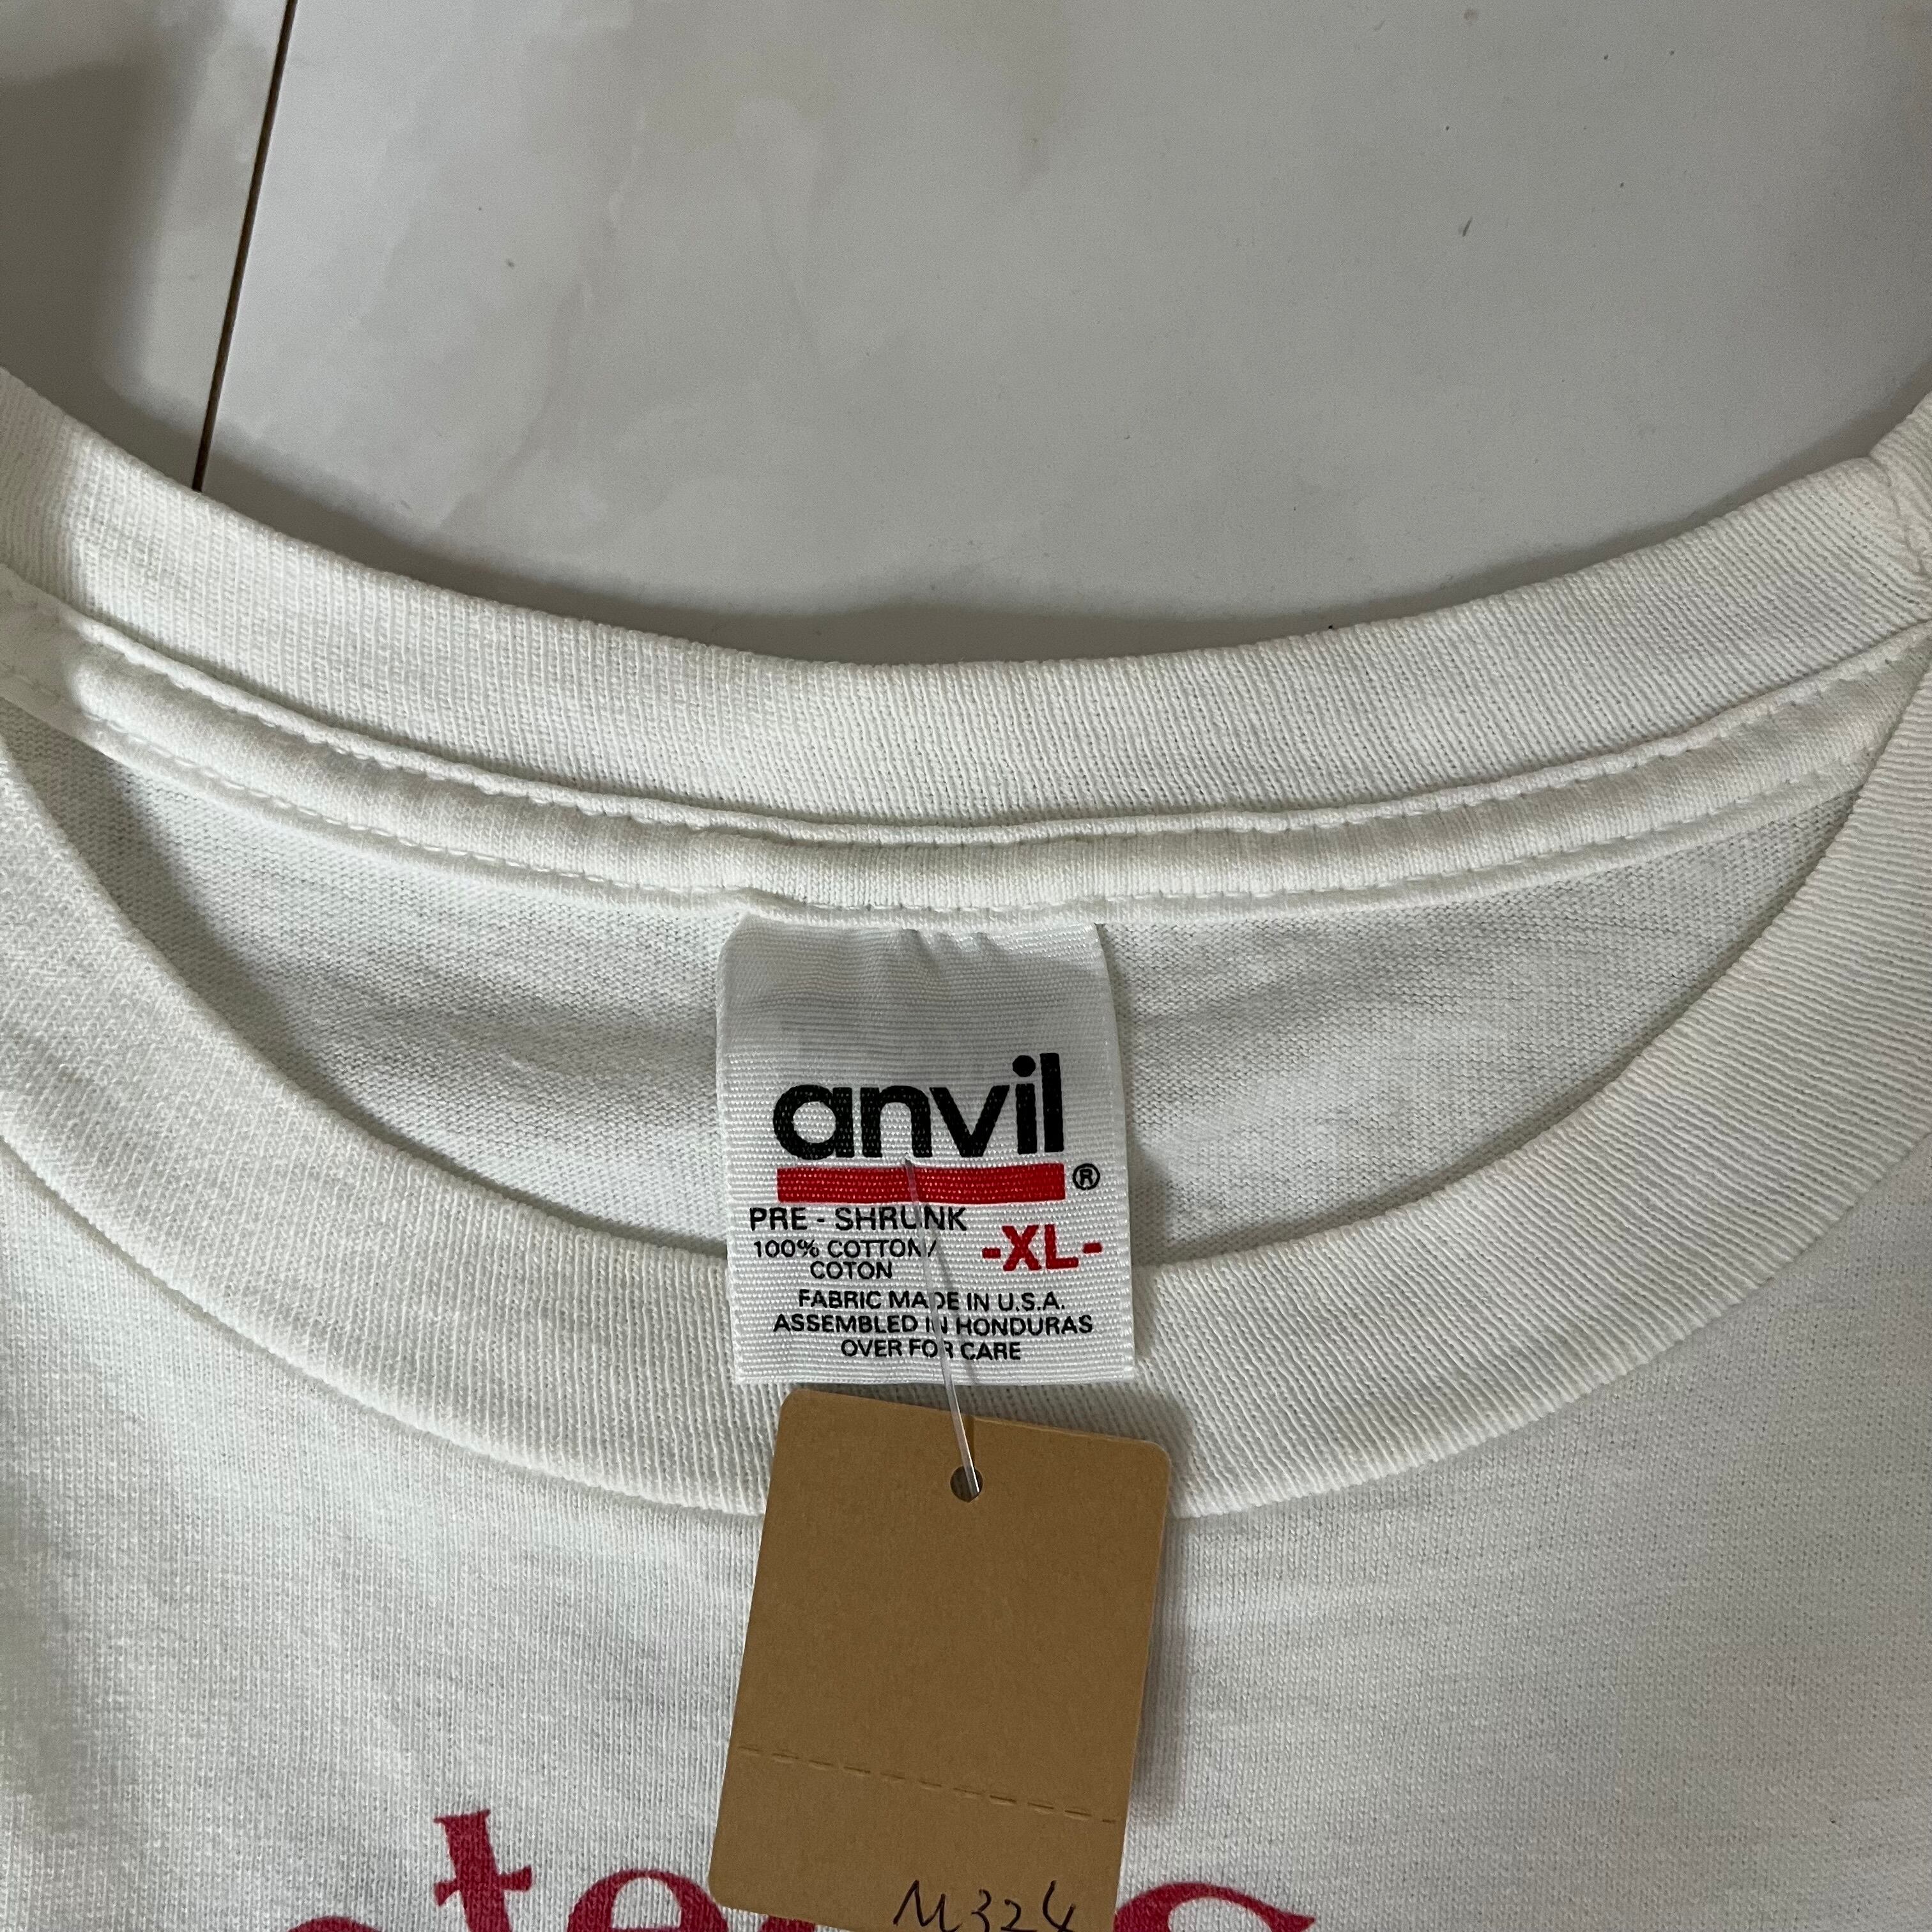 anvil
®
PRE - SHRUNK
100% COTTON/
COTON
-XL-
FABRIC MADE IN U.S.A.
ASSEMBLED IN HONDURAS
OVER FOR CARE
M324